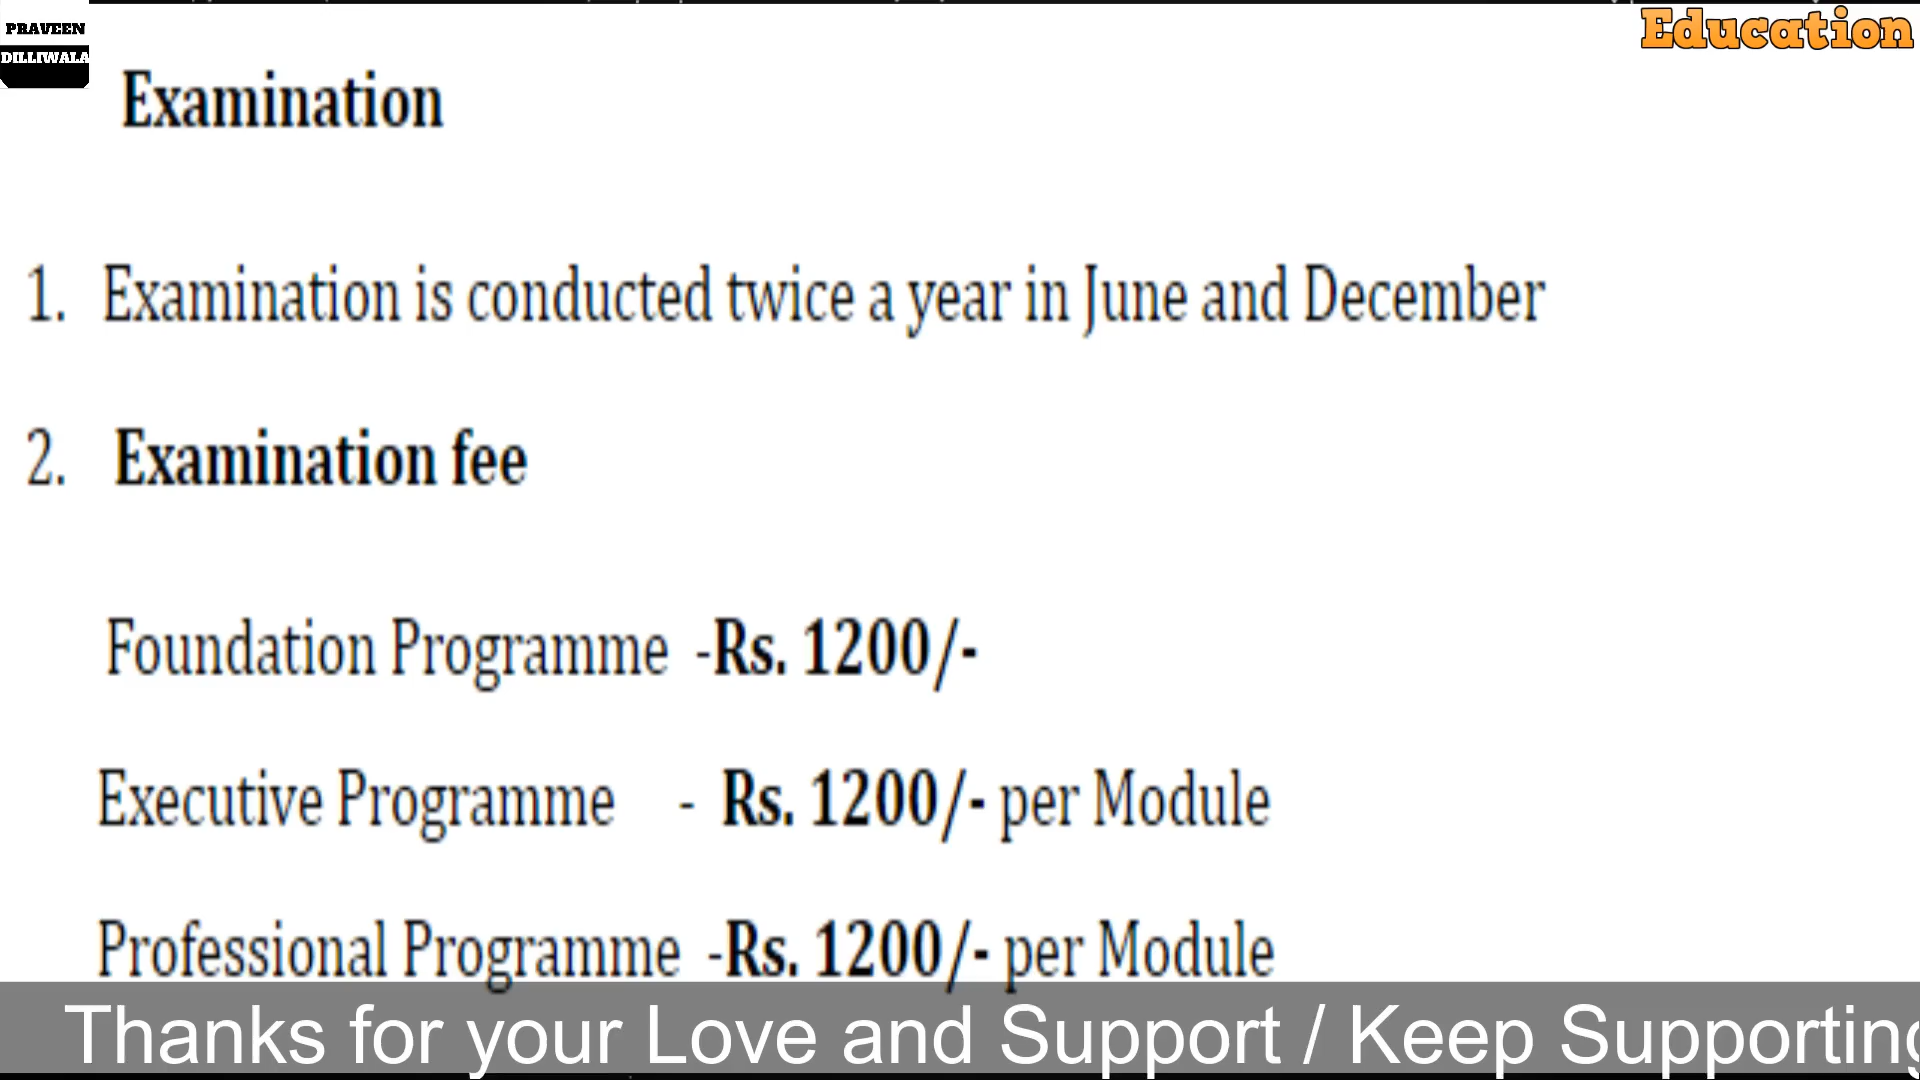 PRAVEEN
DILLIWALA
Education
Examination
1. Examination is conducted twice a year in June and December
2. Examination fee
Foundation Programme -Rs. 1200/-
Executive Programme - Rs. 1200/- per Module
Professional Programme -Rs. 1200/- per Module
Thanks for your Love and Support / Keep Supporting